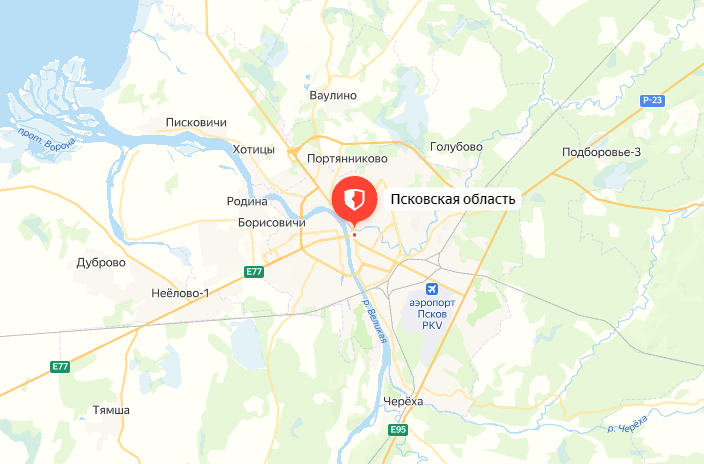 Ваулино
Р-23
Писковичи
прот. Ворона
Хотицы
Портянниково
Голубово
Подборовье-3
Родина
Псковская область
Борисовичи
Дуброво
E77
Неёлово-1
аэропорт
Псков
PKV
р. Великая
E77
Тямша
Черёха
E95
р. Черёха